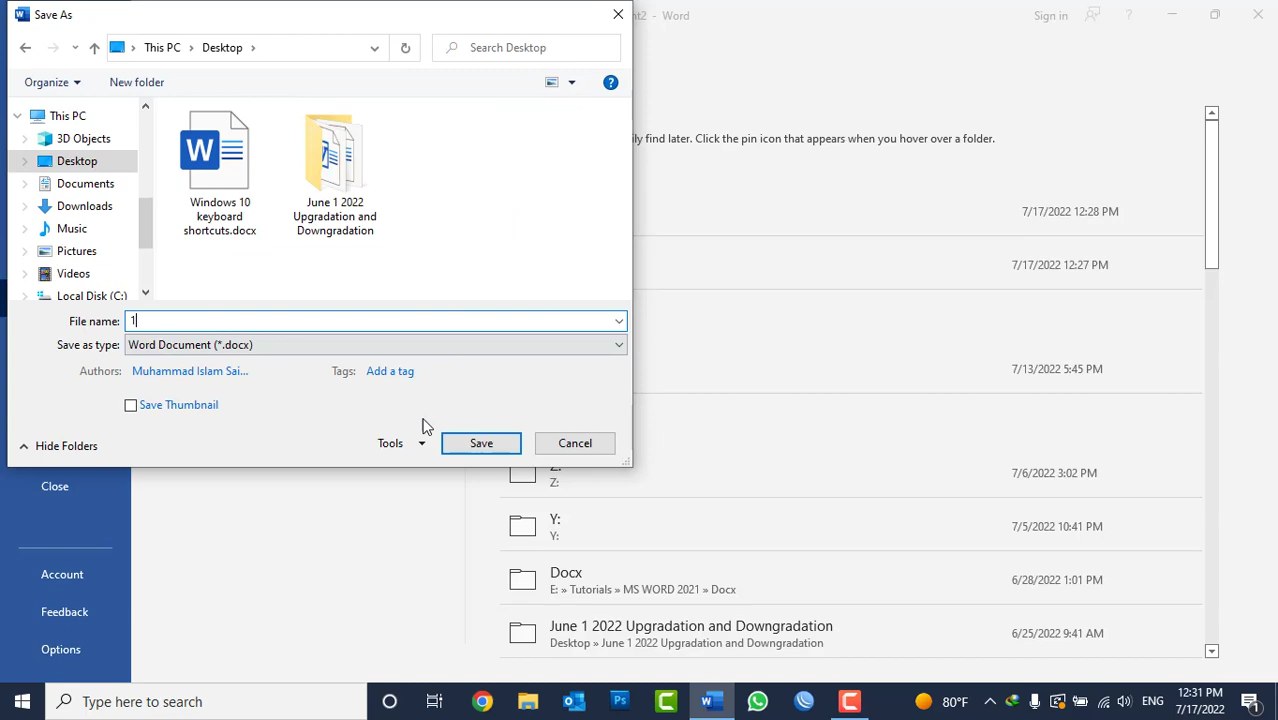 Save As
nt2 - Word
Sign in
?
This PC
Desktop
Search Desktop
Organize
New folder
?
This PC
3D Objects
Desktop
Documents
Downloads
Music
Pictures
Videos
Local Disk (C:)
W
Windows 10
keyboard
shortcuts.docx
June 1 2022
Upgradation and
Downgradation
ily find later. Click the pin icon that appears when you hover over a folder.
7/17/2022 12:28 PM
7/17/2022 12:27 PM
7/13/2022 5:45 PM
File name:
1
Save as type:
Word Document (*.docx)
Authors:
Muhammad Islam Sai...
Tags:
Add a tag
Save Thumbnail
Hide Folders
Tools
Save
Cancel
Z:
Z:
7/6/2022 3:02 PM
Y:
Y:
7/5/2022 10:41 PM
Docx
E: » Tutorials » MS WORD 2021 » Docx
6/28/2022 1:01 PM
June 1 2022 Upgradation and Downgradation
Desktop » June 1 2022 Upgradation and Downgradation
6/25/2022 9:41 AM
Close
Account
Feedback
Options
Type here to search
Ps
C
W
C
80°F
ENG
12:31 PM
7/17/2022
1